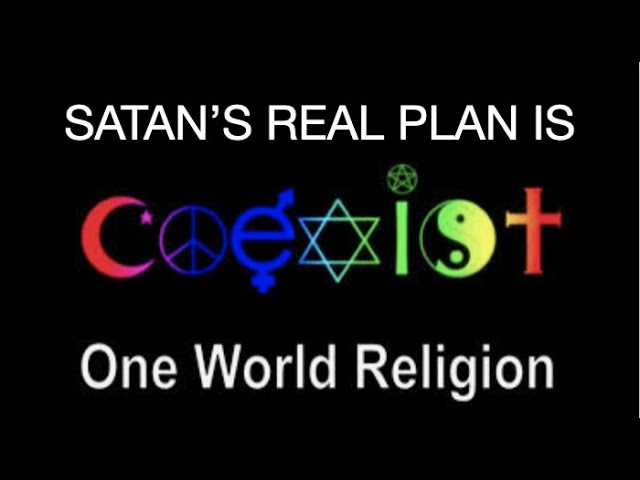 SATAN'S REAL PLAN IS
coexist
One World Religion